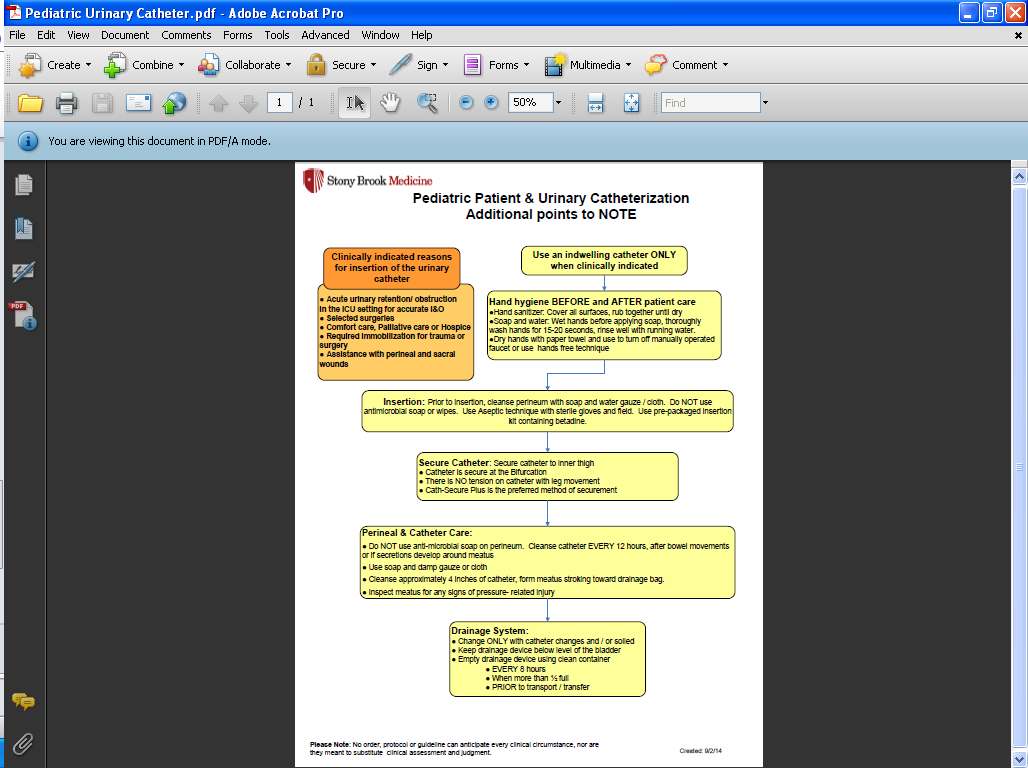 Pediatric Urinary Catheter.pdf - Adobe Acrobat Pro
File Edit View Document Comments Forms Tools Advanced Window Help
Create Combine Collaborate Secure Sign Forms Multimedia Comment
1 / 1 50% Find
You are viewing this document in PDF/A mode.
Stony Brook Medicine
Pediatric Patient & Urinary Catheterization
Additional points to NOTE
Clinically indicated reasons
for insertion of the urinary
catheter
● Acute urinary retention/ obstruction
in the ICU setting for accurate I&O
● Selected surgeries
● Comfort care, Palliative care or Hospice
● Required immobilization for trauma or
surgery
● Assistance with perineal and sacral
wounds
Use an indwelling catheter ONLY
when clinically indicated
Hand hygiene BEFORE and AFTER patient care
●Hand sanitizer: Cover all surfaces, rub together until dry
●Soap and water: Wet hands before applying soap, thoroughly
wash hands for 15-20 seconds, rinse well with running water.
●Dry hands with paper towel and use to turn off manually operated
faucet or use hands free technique
Insertion: Prior to insertion, cleanse perineum with soap and water gauze / cloth. Do NOT use
antimicrobial soap or wipes. Use Aseptic technique with sterile gloves and field. Use pre-packaged insertion
kit containing betadine.
Secure Catheter: Secure catheter to inner thigh
● Catheter is secure at the Bifurcation
● There is NO tension on catheter with leg movement
● Cath-Secure Plus is the preferred method of securement
Perineal & Catheter Care:
● Do NOT use anti-microbial soap on perineum. Cleanse catheter EVERY 12 hours, after bowel movements
or if secretions develop around meatus
● Use soap and damp gauze or cloth
● Cleanse approximately 4 inches of catheter, form meatus stroking toward drainage bag.
● Inspect meatus for any signs of pressure- related injury
Drainage System:
● Change ONLY with catheter changes and / or soiled
● Keep drainage device below level of the bladder
● Empty drainage device using clean container
● EVERY 8 hours
● When more than ½ full
● PRIOR to transport / transfer
Please Note: No order, protocol or guideline can anticipate every clinical circumstance, nor are
they meant to substitute clinical assessment and judgment.
Created: 9/2/14